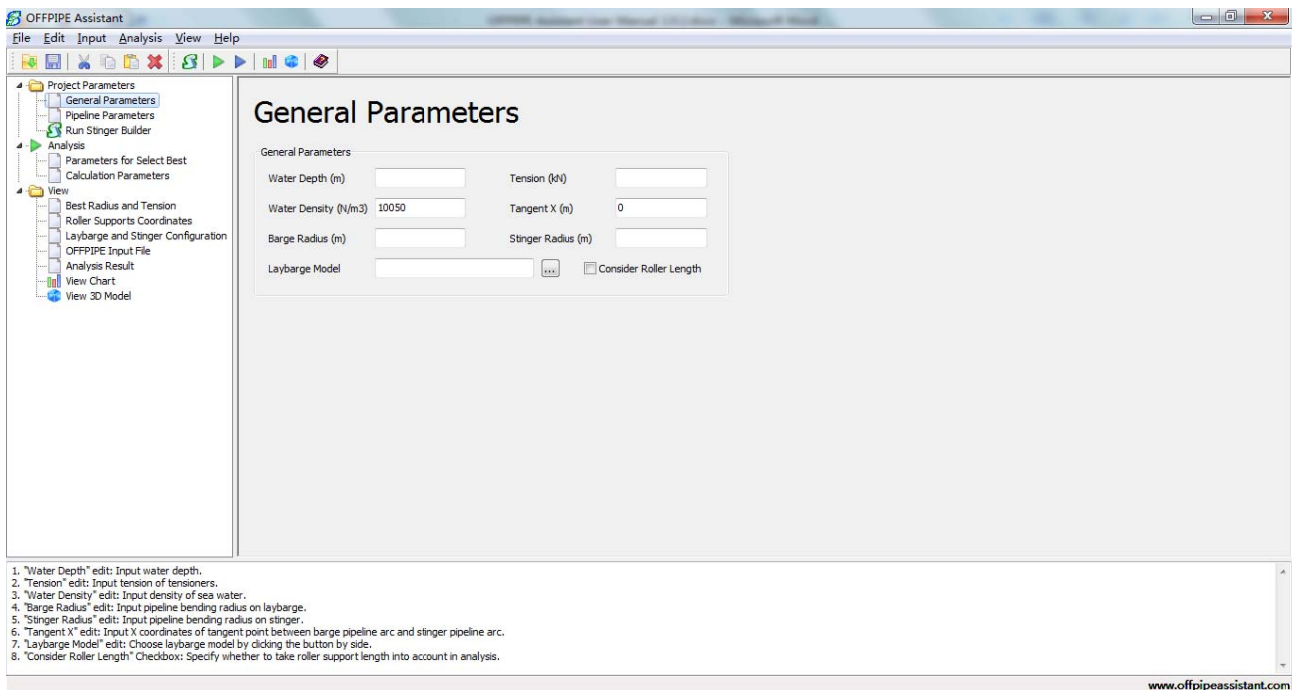 OFFPIPE Assistant
File Edit Input Analysis View Help
Project Parameters
General Parameters
Pipeline Parameters
Run Stinger Builder
Analysis
Parameters for Select Best
Calculation Parameters
View
Best Radius and Tension
Roller Supports Coordinates
Laybarge and Stinger Configuration
OFFPIPE Input File
Analysis Result
View Chart
View 3D Model
General Parameters
General Parameters
Water Depth (m) Tension (kN)
Water Density (N/m3) 10050 Tangent X (m) 0
Barge Radius (m) Stinger Radius (m)
Laybarge Model ... Consider Roller Length
1. "Water Depth" edit: Input water depth.
2. "Tension" edit: Input tension of tensioners.
3. "Water Density" edit: Input density of sea water.
4. "Barge Radius" edit: Input pipeline bending radius on laybarge.
5. "Stinger Radius" edit: Input pipeline bending radius on stinger.
6. "Tangent X" edit: Input X coordinates of tangent point between barge pipeline arc and stinger pipeline arc.
7. "Laybarge Model" edit: Choose laybarge model by clicking the button by side.
8. "Consider Roller Length" Checkbox: Specify whether to take roller support length into account in analysis.
www.offpipeassistant.com